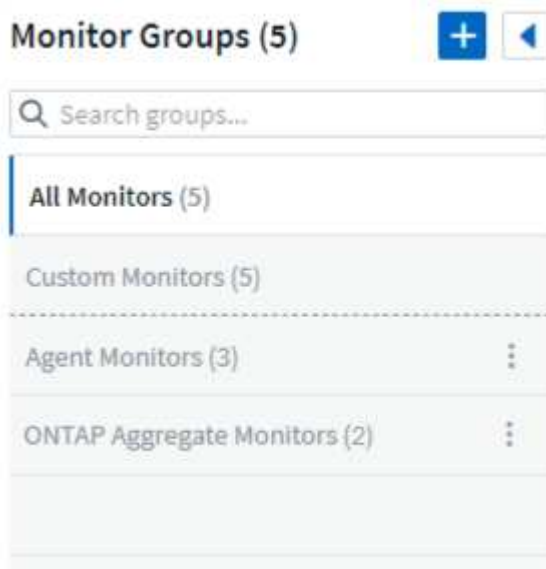 Monitor Groups (5)
Search groups...
All Monitors (5)
Custom Monitors (5)
Agent Monitors (3)
ONTAP Aggregate Monitors (2)